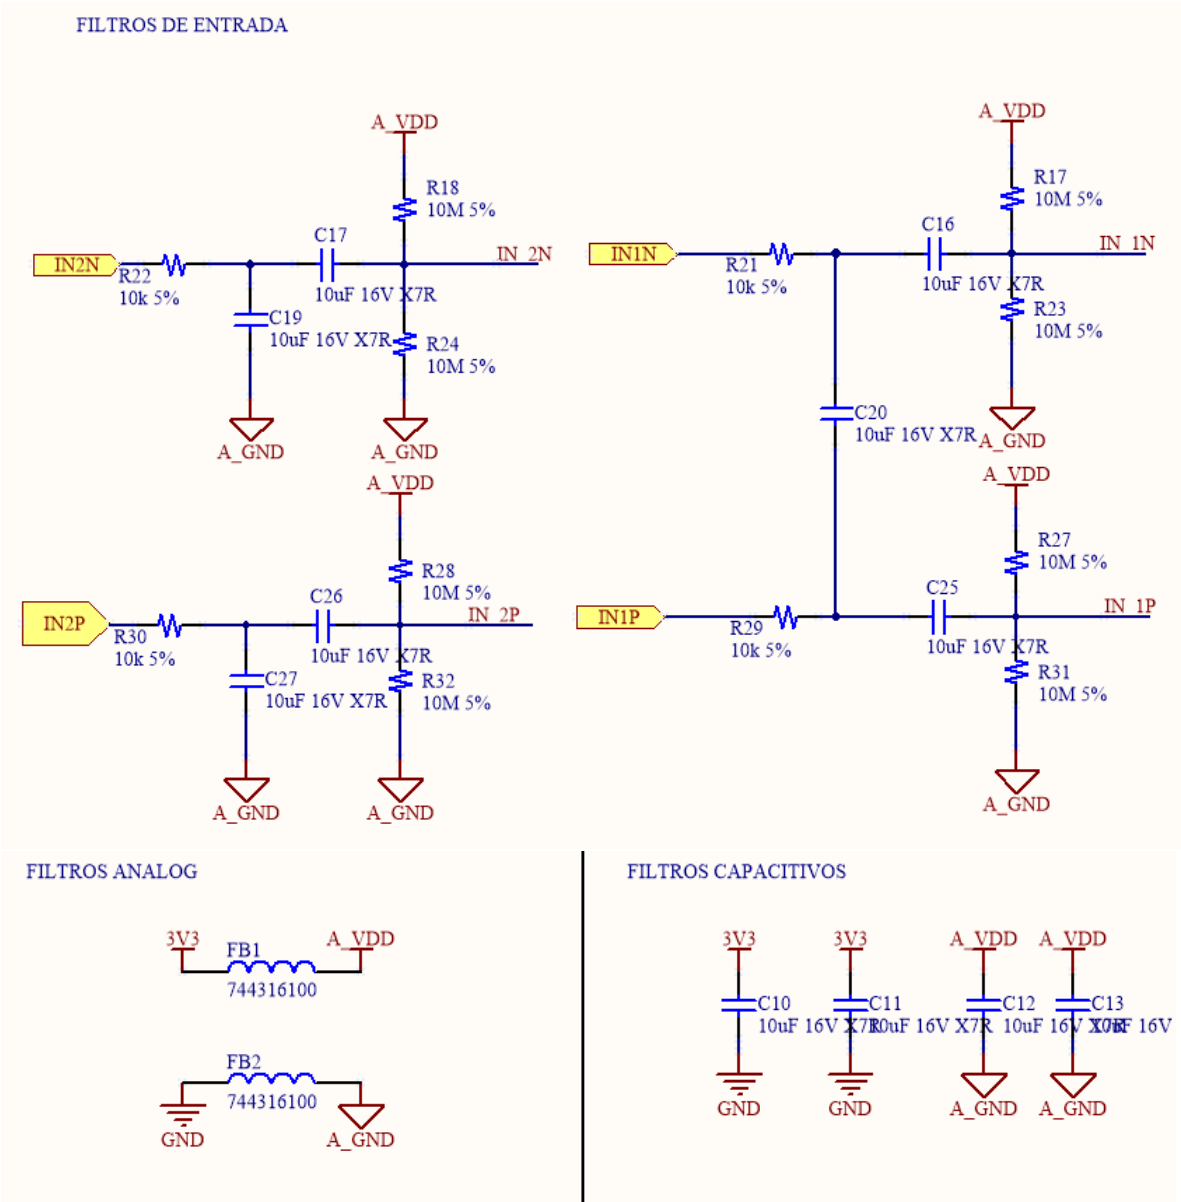 FILTROS DE ENTRADA
A_VDD
R18
10M 5%
C17
IN2N
R22
10k 5%
10uF 16V X7R
IN_2N
C19
10uF 16V X7R
R24
10M 5%
A_GND
A_GND
A_VDD
R17
10M 5%
C16
IN1N
R21
10k 5%
10uF 16V X7R
IN_1N
R23
10M 5%
C20
10uF 16V X7R
A_GND
A_VDD
R28
10M 5%
C26
IN2P
R30
10k 5%
10uF 16V X7R
IN_2P
C27
10uF 16V X7R
R32
10M 5%
A_GND
A_GND
A_VDD
R27
10M 5%
C25
IN1P
R29
10k 5%
10uF 16V X7R
IN_1P
R31
10M 5%
A_GND
FILTROS ANALOG
3V3
FB1
744316100
A_VDD
FB2
744316100
GND
A_GND
FILTROS CAPACITIVOS
3V3
3V3
A_VDD
A_VDD
C10
10uF 16V X7R
C11
10uF 16V X7R
C12
10uF 16V X7R
C13
10uF 16V
GND
GND
A_GND
A_GND